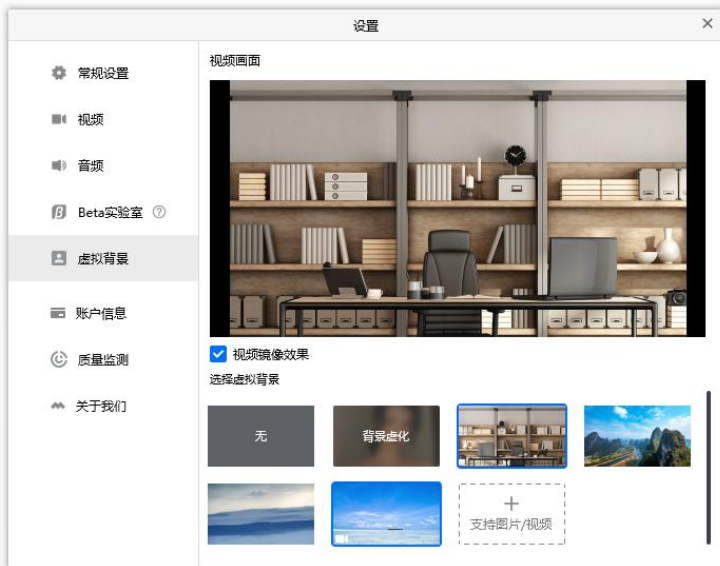 设置
常规设置
视频
音频
Beta实验室
虚拟背景
账户信息
质量监测
关于我们
视频画面
视频镜像效果
选择虚拟背景
无
背景虚化
支持图片/视频